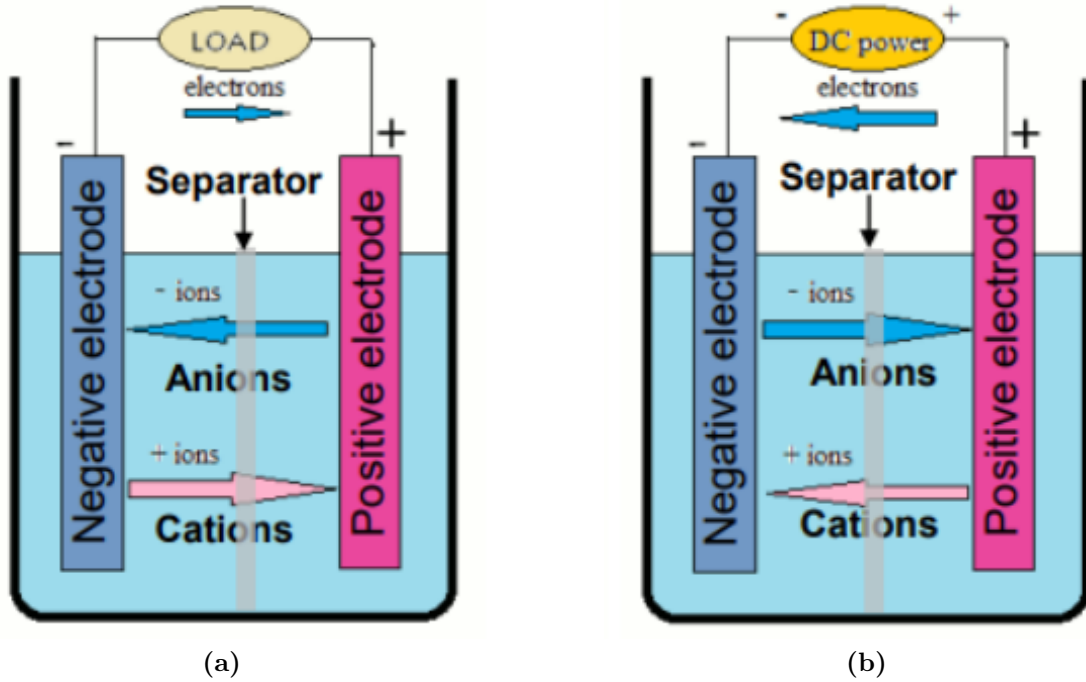 LOAD
electrons
-
+
Separator
Negative electrode
Positive electrode
- ions
Anions
+ ions
Cations
(a)
-
+
DC power
electrons
-
+
Separator
Negative electrode
Positive electrode
- ions
Anions
+ ions
Cations
(b)